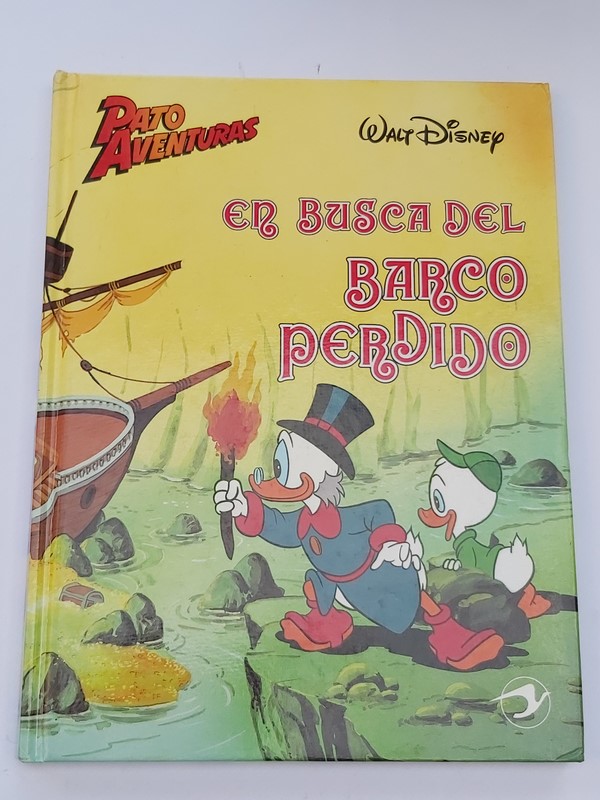 PATO
AVENTURAS
WALT DISNEY
EN BUSCA DEL
BARCO
PERDIDO